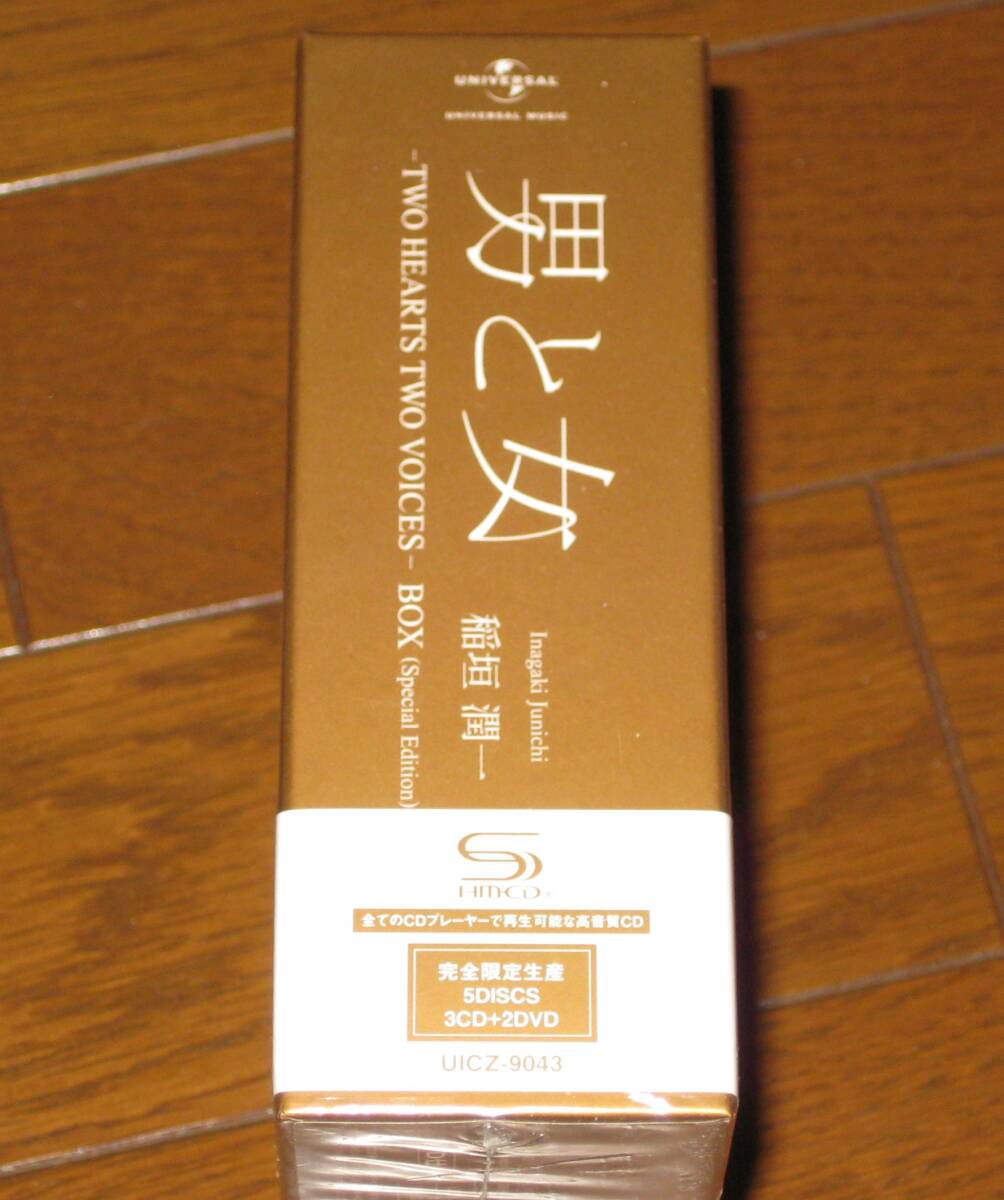 UNIVERSAL
UNIVERSAL MUSIC
男と女
-TWO HEARTS TWO VOICES- BOX (Special Edition)
Inagaki Junichi
稲垣 潤一
SHM-CD®
全てのCDプレーヤーで再生可能な高音質CD
完全限定生産
5DISCS
3CD+2DVD
UICZ-9043